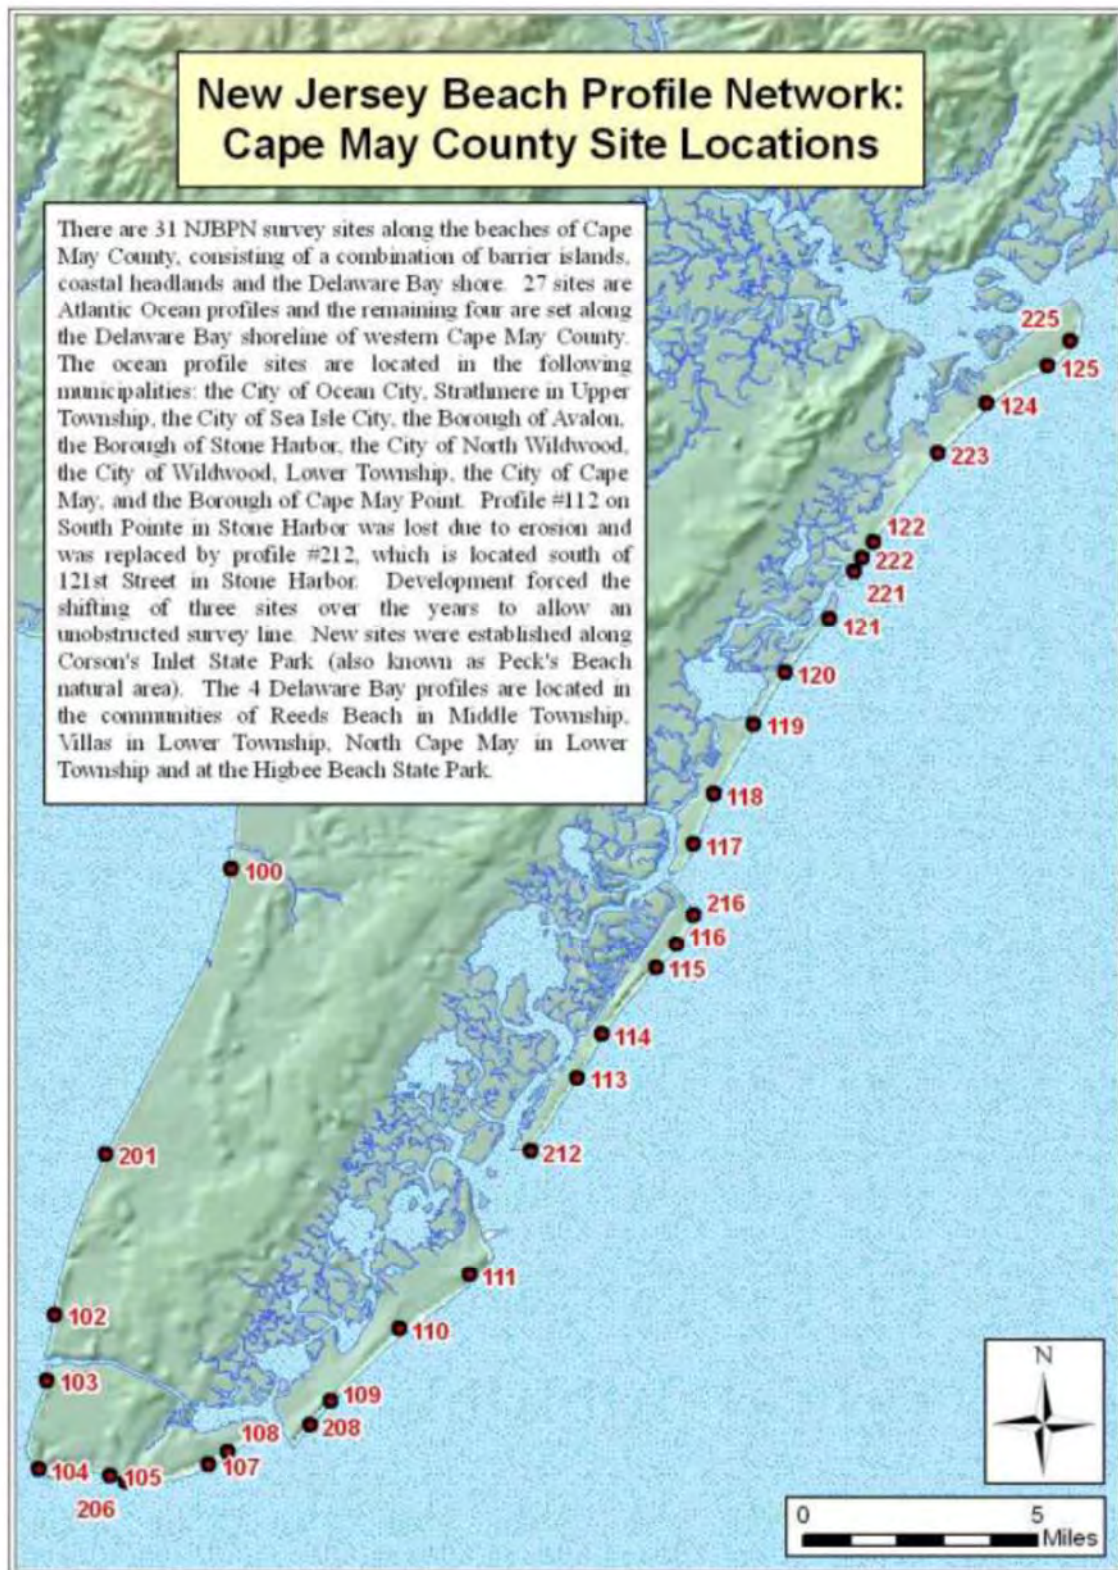 New Jersey Beach Profile Network:
Cape May County Site Locations
There are 31 NJBPN survey sites along the beaches of Cape
May County, consisting of a combination of barrier islands,
coastal headlands and the Delaware Bay shore. 27 sites are
Atlantic Ocean profiles and the remaining four are set along
the Delaware Bay shoreline of western Cape May County.
The ocean profile sites are located in the following
municipalities: the City of Ocean City, Strathmere in Upper
Township, the City of Sea Isle City, the Borough of Avalon,
the Borough of Stone Harbor, the City of North Wildwood,
the City of Wildwood, Lower Township, the City of Cape
May, and the Borough of Cape May Point. Profile #112 on
South Pointe in Stone Harbor was lost due to erosion and
was replaced by profile #212, which is located south of
121st Street in Stone Harbor. Development forced the
shifting of three sites over the years to allow an
unobstructed survey line. New sites were established along
Corson's Inlet State Park (also known as Peck's Beach
natural area). The 4 Delaware Bay profiles are located in
the communities of Reeds Beach in Middle Township,
Villas in Lower Township, North Cape May in Lower
Township and at the Higbee Beach State Park.
225
125
124
223
122
222
221
121
120
119
118
117
100
216
116
115
114
113
212
201
111
102
110
103
109
208
108
107
104
105
206
N
0 5
Miles